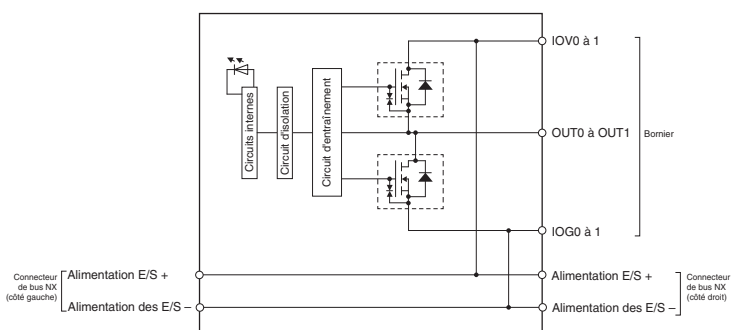 IOV0 à 1
Circuits internes
Circuit d'isolation
Circuit d'entraînement
OUT0 à OUT1
Bornier
IOG0 à 1
Connecteur
de bus NX
(côté gauche)
Alimentation E/S +
Alimentation des E/S –
Alimentation E/S +
Alimentation des E/S –
Connecteur
de bus NX
(côté droit)